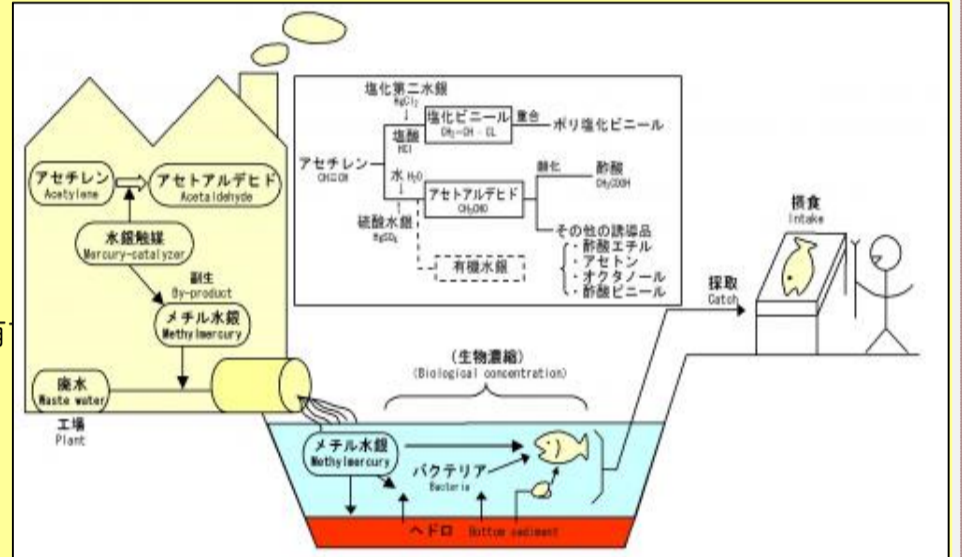 アセチレン
Acetylene
アセトアルデヒド
Acetaldehyde
水銀触媒
Mercury-catalyzer
副生
By-product
メチル水銀
Methylmercury
廃水
Waste water
工場
Plant
塩化第二水銀
HgCl₂
塩化ビニール
CH₂=CH・CL
重合
ポリ塩化ビニール
塩酸
HCl
アセチレン
CH≡CH
水 H₂O
アセトアルデヒド
CH₃CHO
酸化
酢酸
CH₃COOH
硫酸水銀
HgSO₄
有機水銀
その他の誘導品
・酢酸エチル
・アセトン
・オクタノール
・酢酸ビニール
摂食
Intake
採取
Catch
(生物濃縮)
(Biological concentration)
メチル水銀
Methylmercury
バクテリア
Bacteria
ヘドロ Bottom sediment